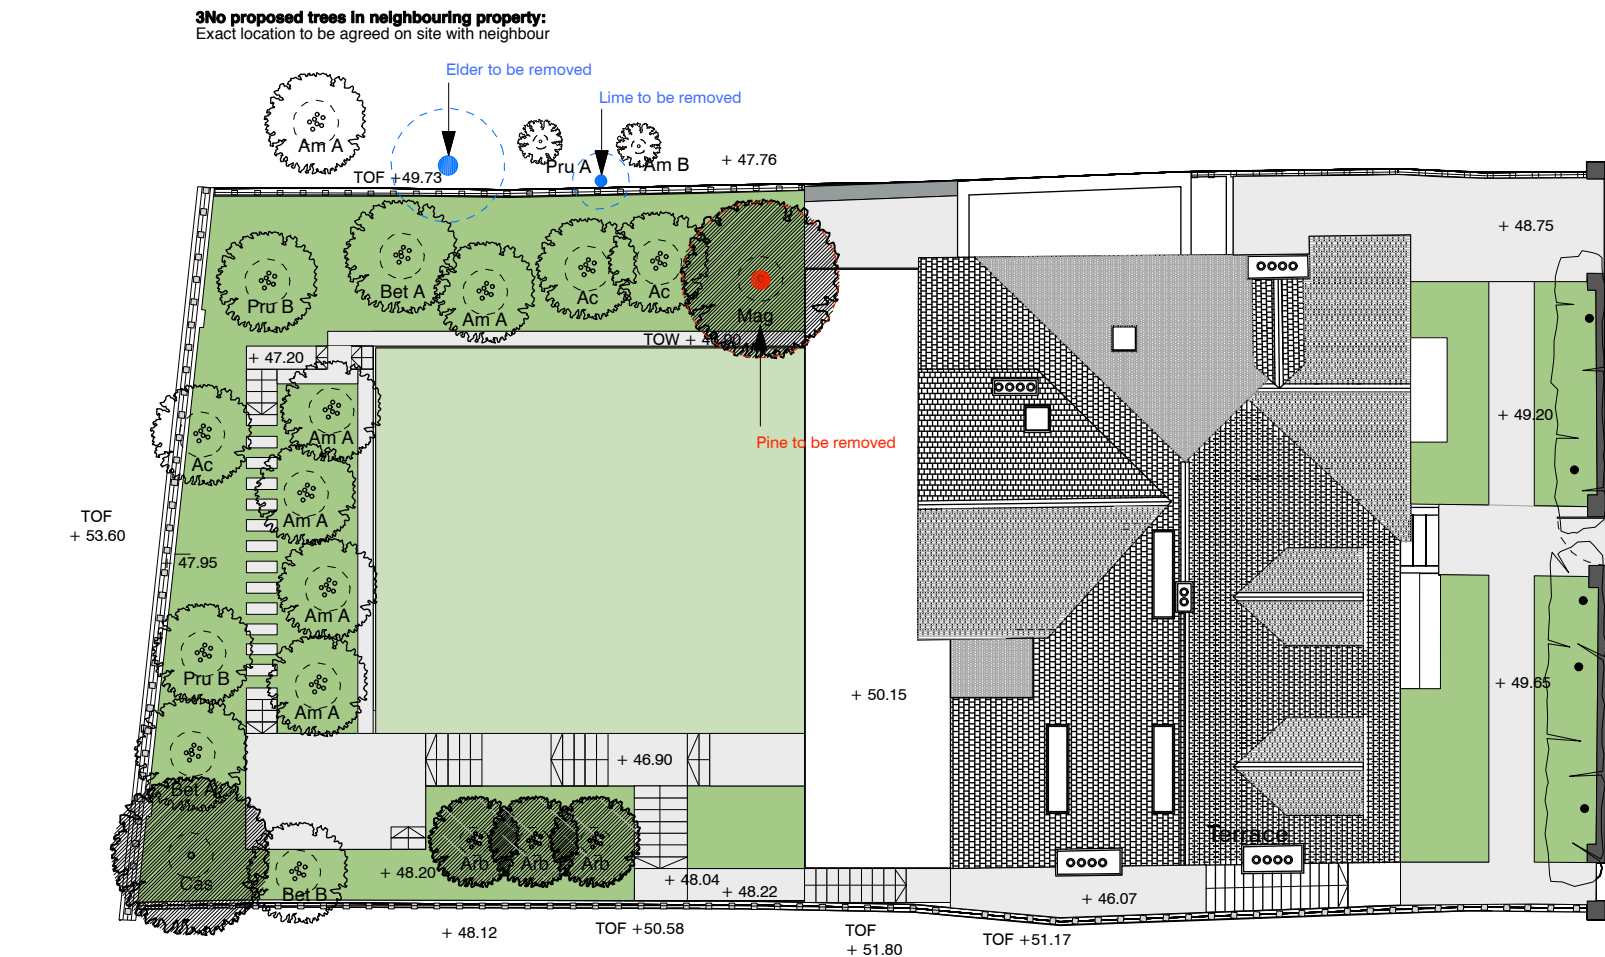 3No proposed trees in neighbouring property:
Exact location to be agreed on site with neighbour
Elder to be removed
Lime to be removed
Am A
Pru A
Am B
+ 47.76
TOF +49.73
+ 48.75
Pru B
Bet A
Am A
Ac
Ac
Mag
TOW +
+ 47.20
Pine to be removed
+ 49.20
Am A
Ac
Am A
TOF
+ 53.60
+ 47.95
Am A
Pru B
Am A
+ 50.15
+ 49.65
+ 46.90
Bet A
Terrace
Arb
Arb
Arb
Cas
Bet B
+ 48.20
+ 48.04
+ 48.22
+ 46.07
+ 48.12
TOF +50.58
TOF
+ 51.80
TOF +51.17